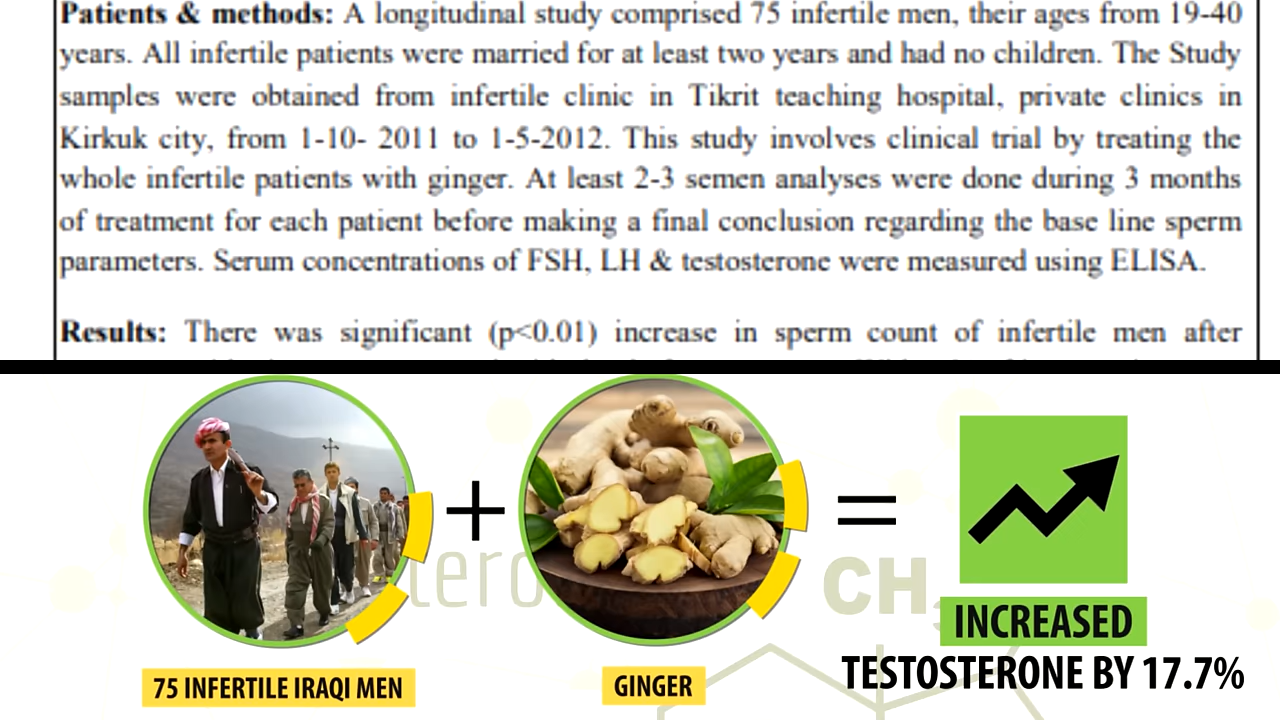 Patients & methods: A longitudinal study comprised 75 infertile men, their ages from 19-40
years. All infertile patients were married for at least two years and had no children. The Study
samples were obtained from infertile clinic in Tikrit teaching hospital, private clinics in
Kirkuk city, from 1-10- 2011 to 1-5-2012. This study involves clinical trial by treating the
whole infertile patients with ginger. At least 2-3 semen analyses were done during 3 months
of treatment for each patient before making a final conclusion regarding the base line sperm
parameters. Serum concentrations of FSH, LH & testosterone were measured using ELISA.
Results: There was significant (p<0.01) increase in sperm count of infertile men after
+
=
tero
CH3
INCREASED
TESTOSTERONE BY 17.7%
75 INFERTILE IRAQI MEN
GINGER